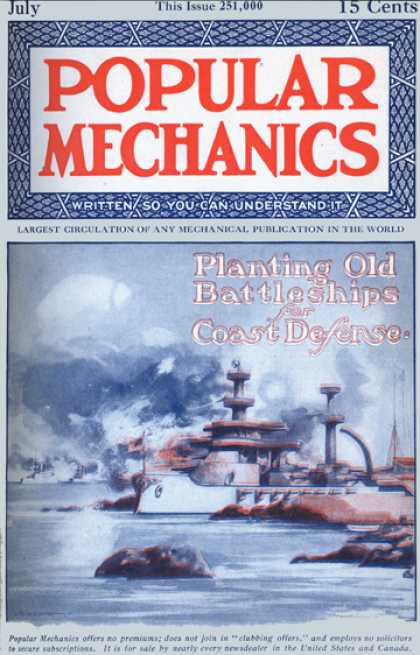 July This Issue 251,000 15 Cents
POPULAR
MECHANICS
WRITTEN SO YOU CAN UNDERSTAND IT
LARGEST CIRCULATION OF ANY MECHANICAL PUBLICATION IN THE WORLD
Planting Old
Battleships
for
Coast Defense.
Popular Mechanics offers no premiums; does not join in "clubbing offers," and employs no solicitors
to secure subscriptions. It is for sale by nearly every newsdealer in the United States and Canada.